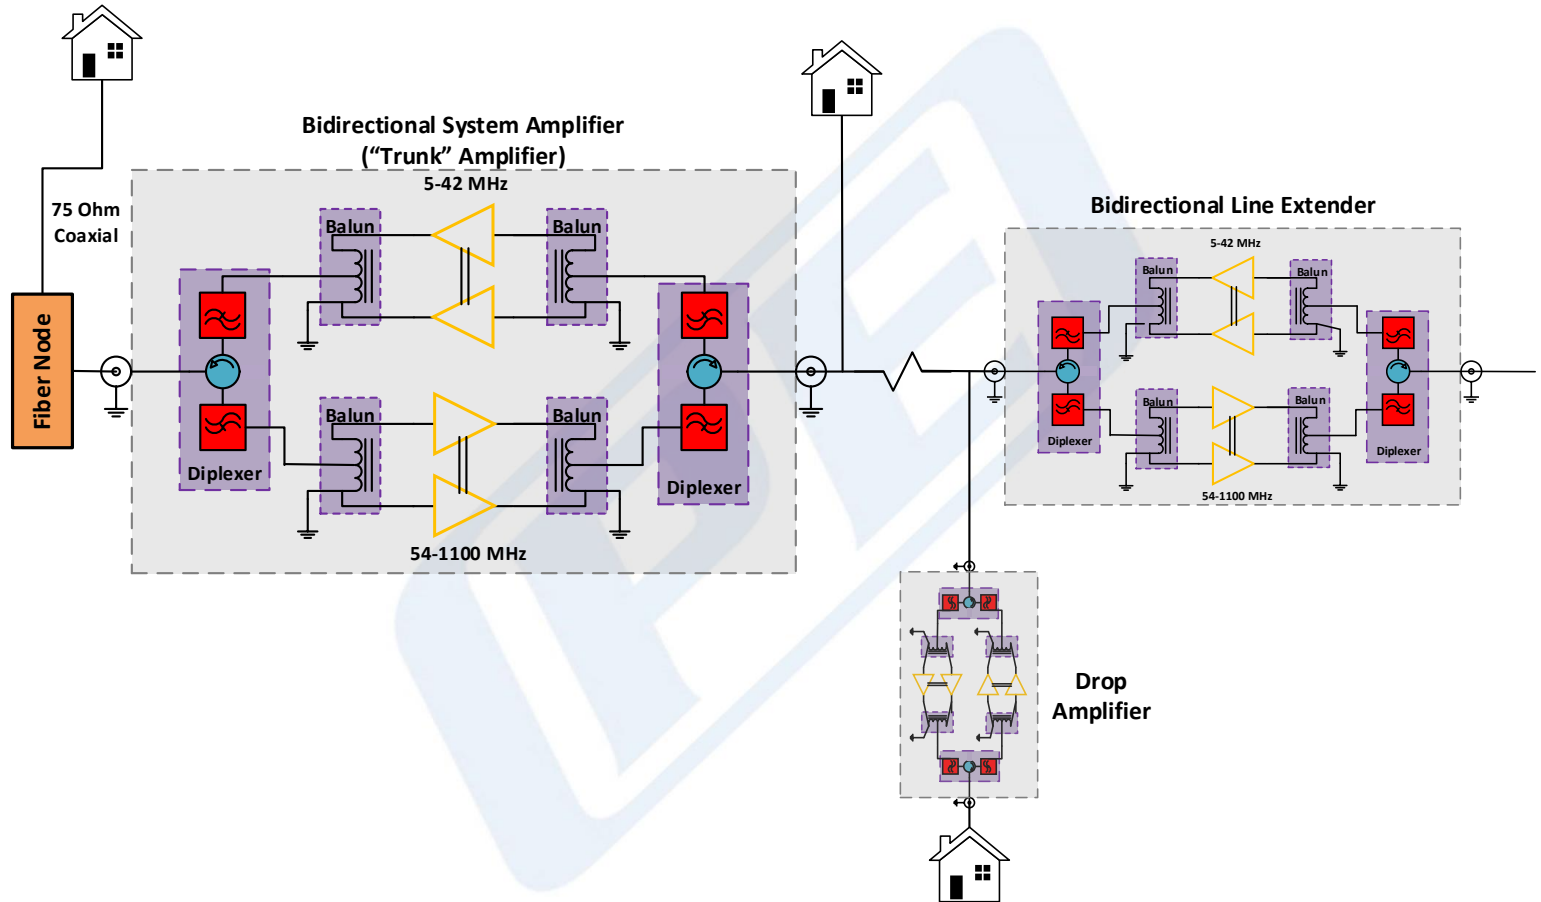 Bidirectional System Amplifier
(“Trunk” Amplifier)
5-42 MHz
75 Ohm
Coaxial
Balun
Balun
Fiber Node
Balun
Balun
Diplexer
Diplexer
54-1100 MHz
Bidirectional Line Extender
5-42 MHz
Balun
Balun
Balun
Balun
Diplexer
Diplexer
54-1100 MHz
Drop
Amplifier